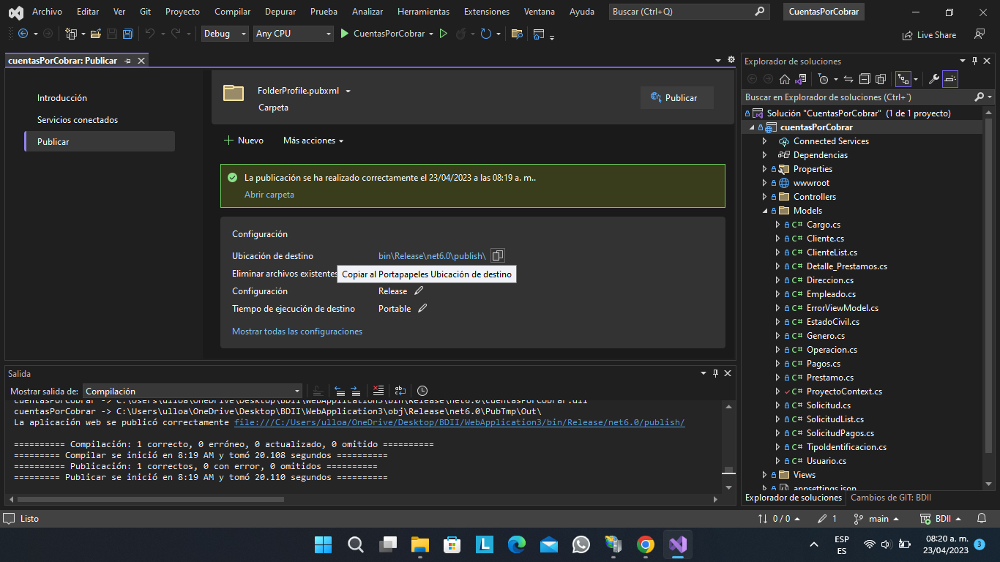 Archivo Editar Ver Git Proyecto Compilar Depurar Prueba Analizar Herramientas Extensiones Ventana Ayuda Buscar (Ctrl+Q) CuentasPorCobrar
Debug Any CPU CuentasPorCobrar Live Share
cuentasPorCobrar: Publicar
Introducción
Servicios conectados
Publicar
FolderProfile.pubxml
Carpeta
Publicar
Nuevo Más acciones
La publicación se ha realizado correctamente el 23/04/2023 a las 08:19 a. m..
Abrir carpeta
Configuración
Ubicación de destino bin\Release\net6.0\publish\
Eliminar archivos existentes
Copiar al Portapapeles Ubicación de destino
Configuración Release
Tiempo de ejecución de destino Portable
Mostrar todas las configuraciones
Salida
Mostrar salida de: Compilación
cuentasPorCobrar -> C:\Users\ulloa\OneDrive\Desktop\BDII\WebApplication3\bin\Release\net6.0\CuentasPorCobrar.dll
cuentasPorCobrar -> C:\Users\ulloa\OneDrive\Desktop\BDII\WebApplication3\obj\Release\net6.0\PubTmp\Out\
La aplicación web se publicó correctamente file:///C:/Users/ulloa/OneDrive/Desktop/BDII/WebApplication3/bin/Release/net6.0/publish/
========== Compilación: 1 correcto, 0 erróneo, 0 actualizado, 0 omitido ==========
========= Compilar se inició en 8:19 AM y tomó 20.108 segundos ==========
========== Publicación: 1 correctos, 0 con error, 0 omitidos ==========
========= Publicar se inició en 8:19 AM y tomó 20.110 segundos ==========
Explorador de soluciones
Buscar en Explorador de soluciones (Ctrl+`)
Solución "CuentasPorCobrar" (1 de 1 proyecto)
cuentasPorCobrar
Connected Services
Dependencias
Properties
wwwroot
Controllers
Models
C# Cargo.cs
C# Cliente.cs
C# ClienteList.cs
C# Detalle_Prestamos.cs
C# Direccion.cs
C# Empleado.cs
C# ErrorViewModel.cs
C# EstadoCivil.cs
C# Genero.cs
C# Operacion.cs
C# Pagos.cs
C# Prestamo.cs
C# ProyectoContext.cs
C# Solicitud.cs
C# SolicitudList.cs
C# SolicitudPagos.cs
C# TipoIdentificacion.cs
C# Usuario.cs
Views
appsettings.json
Explorador de soluciones Cambios de GIT: BDII
Listo 0 / 0 1 main BDII
L ESP
ES
08:20 a. m.
23/04/2023 3